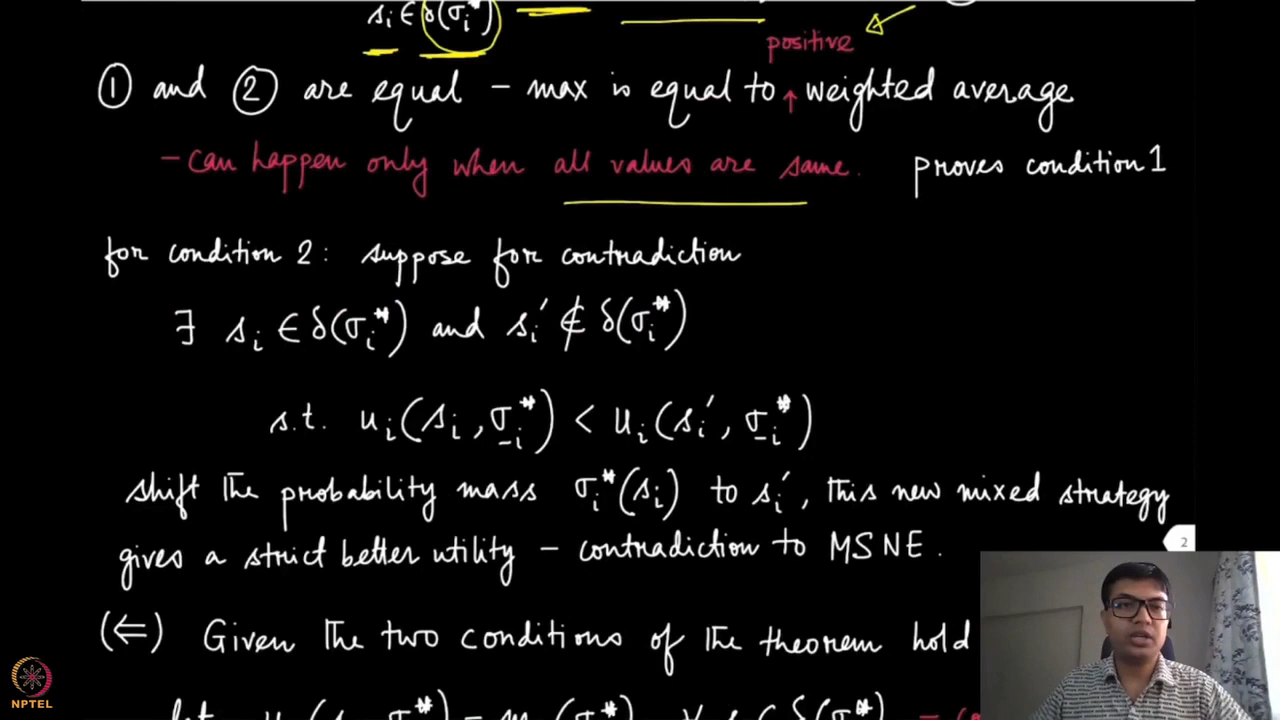 sᵢ ∈ δ(σᵢ*)
positive
① and ② are equal – max is equal to ↑ weighted average
– can happen only when all values are same. proves condition 1
for condition 2: suppose for contradiction
∃ sᵢ ∈ δ(σᵢ*) and sᵢ′ ∉ δ(σᵢ*)
s.t. uᵢ(sᵢ, σ₋ᵢ*) < uᵢ(sᵢ′, σ₋ᵢ*)
shift the probability mass σᵢ*(sᵢ) to sᵢ′, this new mixed strategy
gives a strict better utility – contradiction to MSNE.
2
(⇐) Given the two conditions of the theorem hold
NPTEL